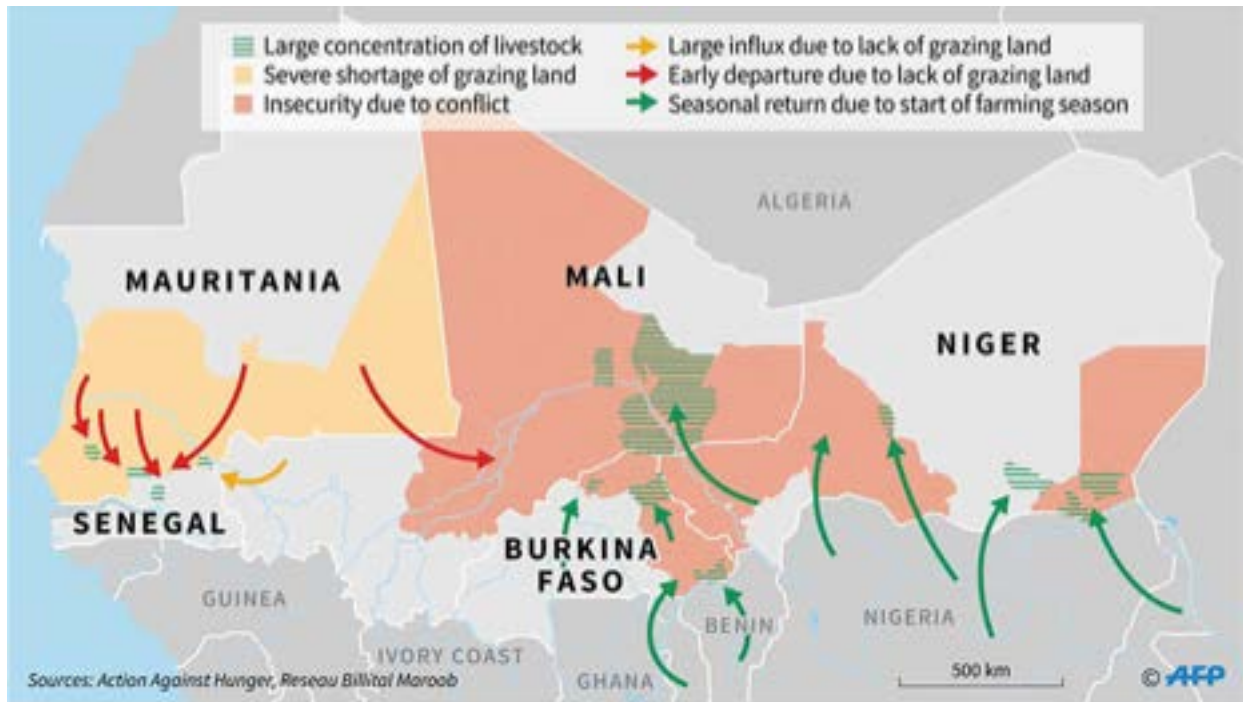 Large concentration of livestock
Severe shortage of grazing land
Insecurity due to conflict
Large influx due to lack of grazing land
Early departure due to lack of grazing land
Seasonal return due to start of farming season
ALGERIA
MAURITANIA
MALI
NIGER
SENEGAL
BURKINA
FASO
GUINEA
IVORY COAST
GHANA
BENIN
NIGERIA
500 km
Sources: Action Against Hunger, Reseau Billital Maroob
© AFP